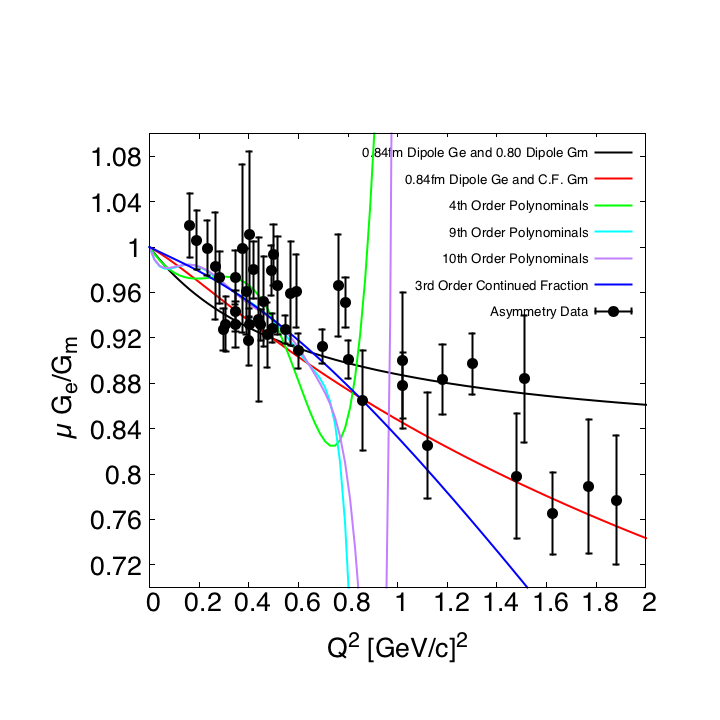 0.84fm Dipole Ge and 0.80 Dipole Gm
0.84fm Dipole Ge and C.F. Gm
4th Order Polynominals
9th Order Polynominals
10th Order Polynominals
3rd Order Continued Fraction
Asymmetry Data
1.08
1.04
1
0.96
0.92
0.88
0.84
0.8
0.76
0.72
μ Ge/Gm
0 0.2 0.4 0.6 0.8 1 1.2 1.4 1.6 1.8 2
Q² [GeV/c]²